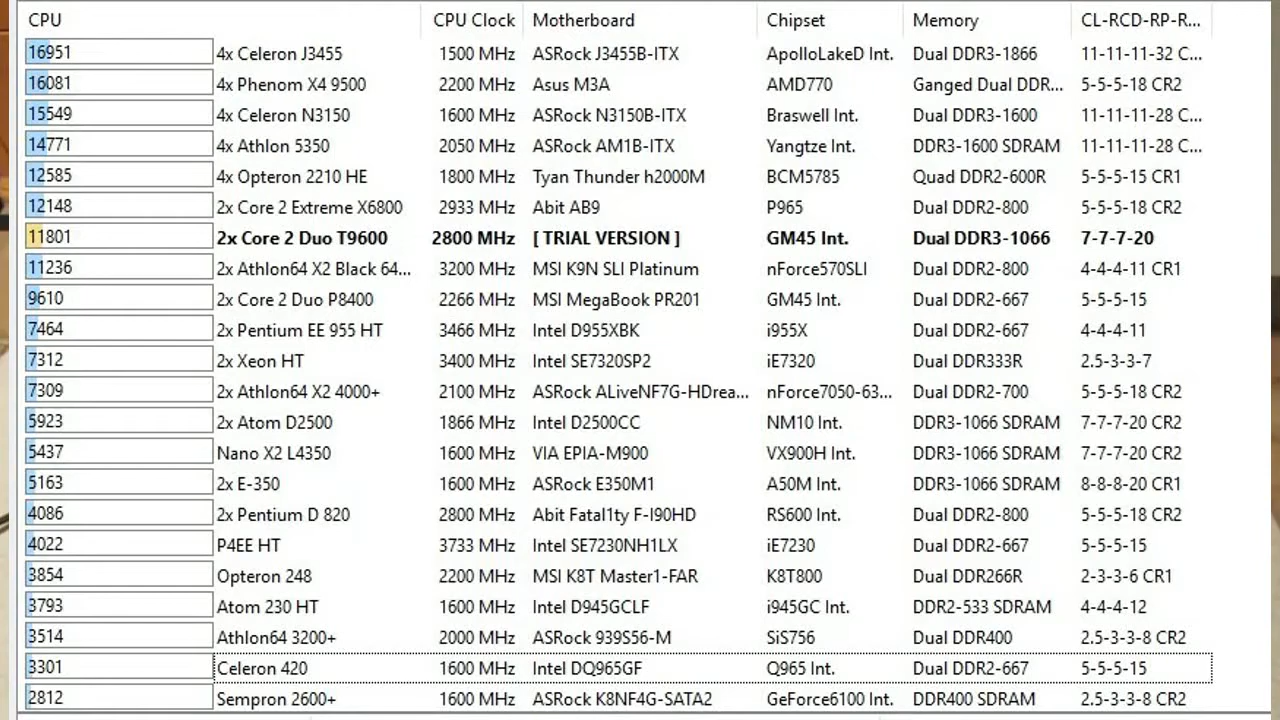 CPU CPU Clock Motherboard Chipset Memory CL-RCD-RP-R...
16951 4x Celeron J3455 1500 MHz ASRock J3455B-ITX ApolloLakeD Int. Dual DDR3-1866 11-11-11-32 C...
16081 4x Phenom X4 9500 2200 MHz Asus M3A AMD770 Ganged Dual DDR... 5-5-5-18 CR2
15549 4x Celeron N3150 1600 MHz ASRock N3150B-ITX Braswell Int. Dual DDR3-1600 11-11-11-28 C...
14771 4x Athlon 5350 2050 MHz ASRock AM1B-ITX Yangtze Int. DDR3-1600 SDRAM 11-11-11-28 C...
12585 4x Opteron 2210 HE 1800 MHz Tyan Thunder h2000M BCM5785 Quad DDR2-600R 5-5-5-15 CR1
12148 2x Core 2 Extreme X6800 2933 MHz Abit AB9 P965 Dual DDR2-800 5-5-5-18 CR2
11801 2x Core 2 Duo T9600 2800 MHz [ TRIAL VERSION ] GM45 Int. Dual DDR3-1066 7-7-7-20
11236 2x Athlon64 X2 Black 64... 3200 MHz MSI K9N SLI Platinum nForce570SLI Dual DDR2-800 4-4-4-11 CR1
9610 2x Core 2 Duo P8400 2266 MHz MSI MegaBook PR201 GM45 Int. Dual DDR2-667 5-5-5-15
7464 2x Pentium EE 955 HT 3466 MHz Intel D955XBK i955X Dual DDR2-667 4-4-4-11
7312 2x Xeon HT 3400 MHz Intel SE7320SP2 iE7320 Dual DDR333R 2.5-3-3-7
7309 2x Athlon64 X2 4000+ 2100 MHz ASRock ALiveNF7G-HDrea... nForce7050-63... Dual DDR2-700 5-5-5-18 CR2
5923 2x Atom D2500 1866 MHz Intel D2500CC NM10 Int. DDR3-1066 SDRAM 7-7-7-20 CR2
5437 Nano X2 L4350 1600 MHz VIA EPIA-M900 VX900H Int. DDR3-1066 SDRAM 7-7-7-20 CR2
5163 2x E-350 1600 MHz ASRock E350M1 A50M Int. DDR3-1066 SDRAM 8-8-8-20 CR1
4086 2x Pentium D 820 2800 MHz Abit Fatal1ty F-I90HD RS600 Int. Dual DDR2-800 5-5-5-18 CR2
4022 P4EE HT 3733 MHz Intel SE7230NH1LX iE7230 Dual DDR2-667 5-5-5-15
3854 Opteron 248 2200 MHz MSI K8T Master1-FAR K8T800 Dual DDR266R 2-3-3-6 CR1
3793 Atom 230 HT 1600 MHz Intel D945GCLF i945GC Int. DDR2-533 SDRAM 4-4-4-12
3514 Athlon64 3200+ 2000 MHz ASRock 939S56-M SiS756 Dual DDR400 2.5-3-3-8 CR2
3301 Celeron 420 1600 MHz Intel DQ965GF Q965 Int. Dual DDR2-667 5-5-5-15
2812 Sempron 2600+ 1600 MHz ASRock K8NF4G-SATA2 GeForce6100 Int. DDR400 SDRAM 2.5-3-3-8 CR2